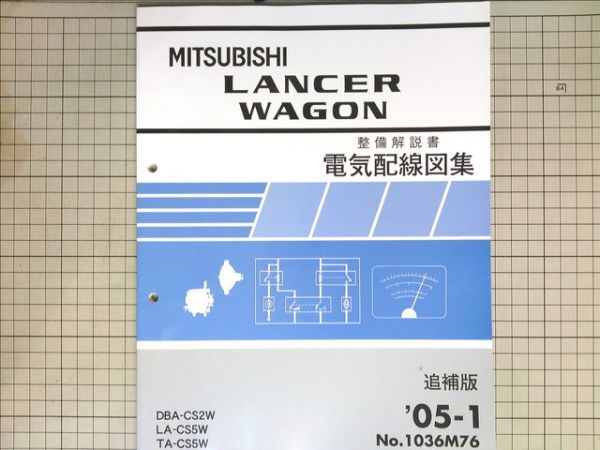 MITSUBISHI
LANCER
WAGON
整備解説書
電気配線図集
追補版
DBA-CS2W
LA-CS5W
TA-CS5W
'05-1
No.1036M76